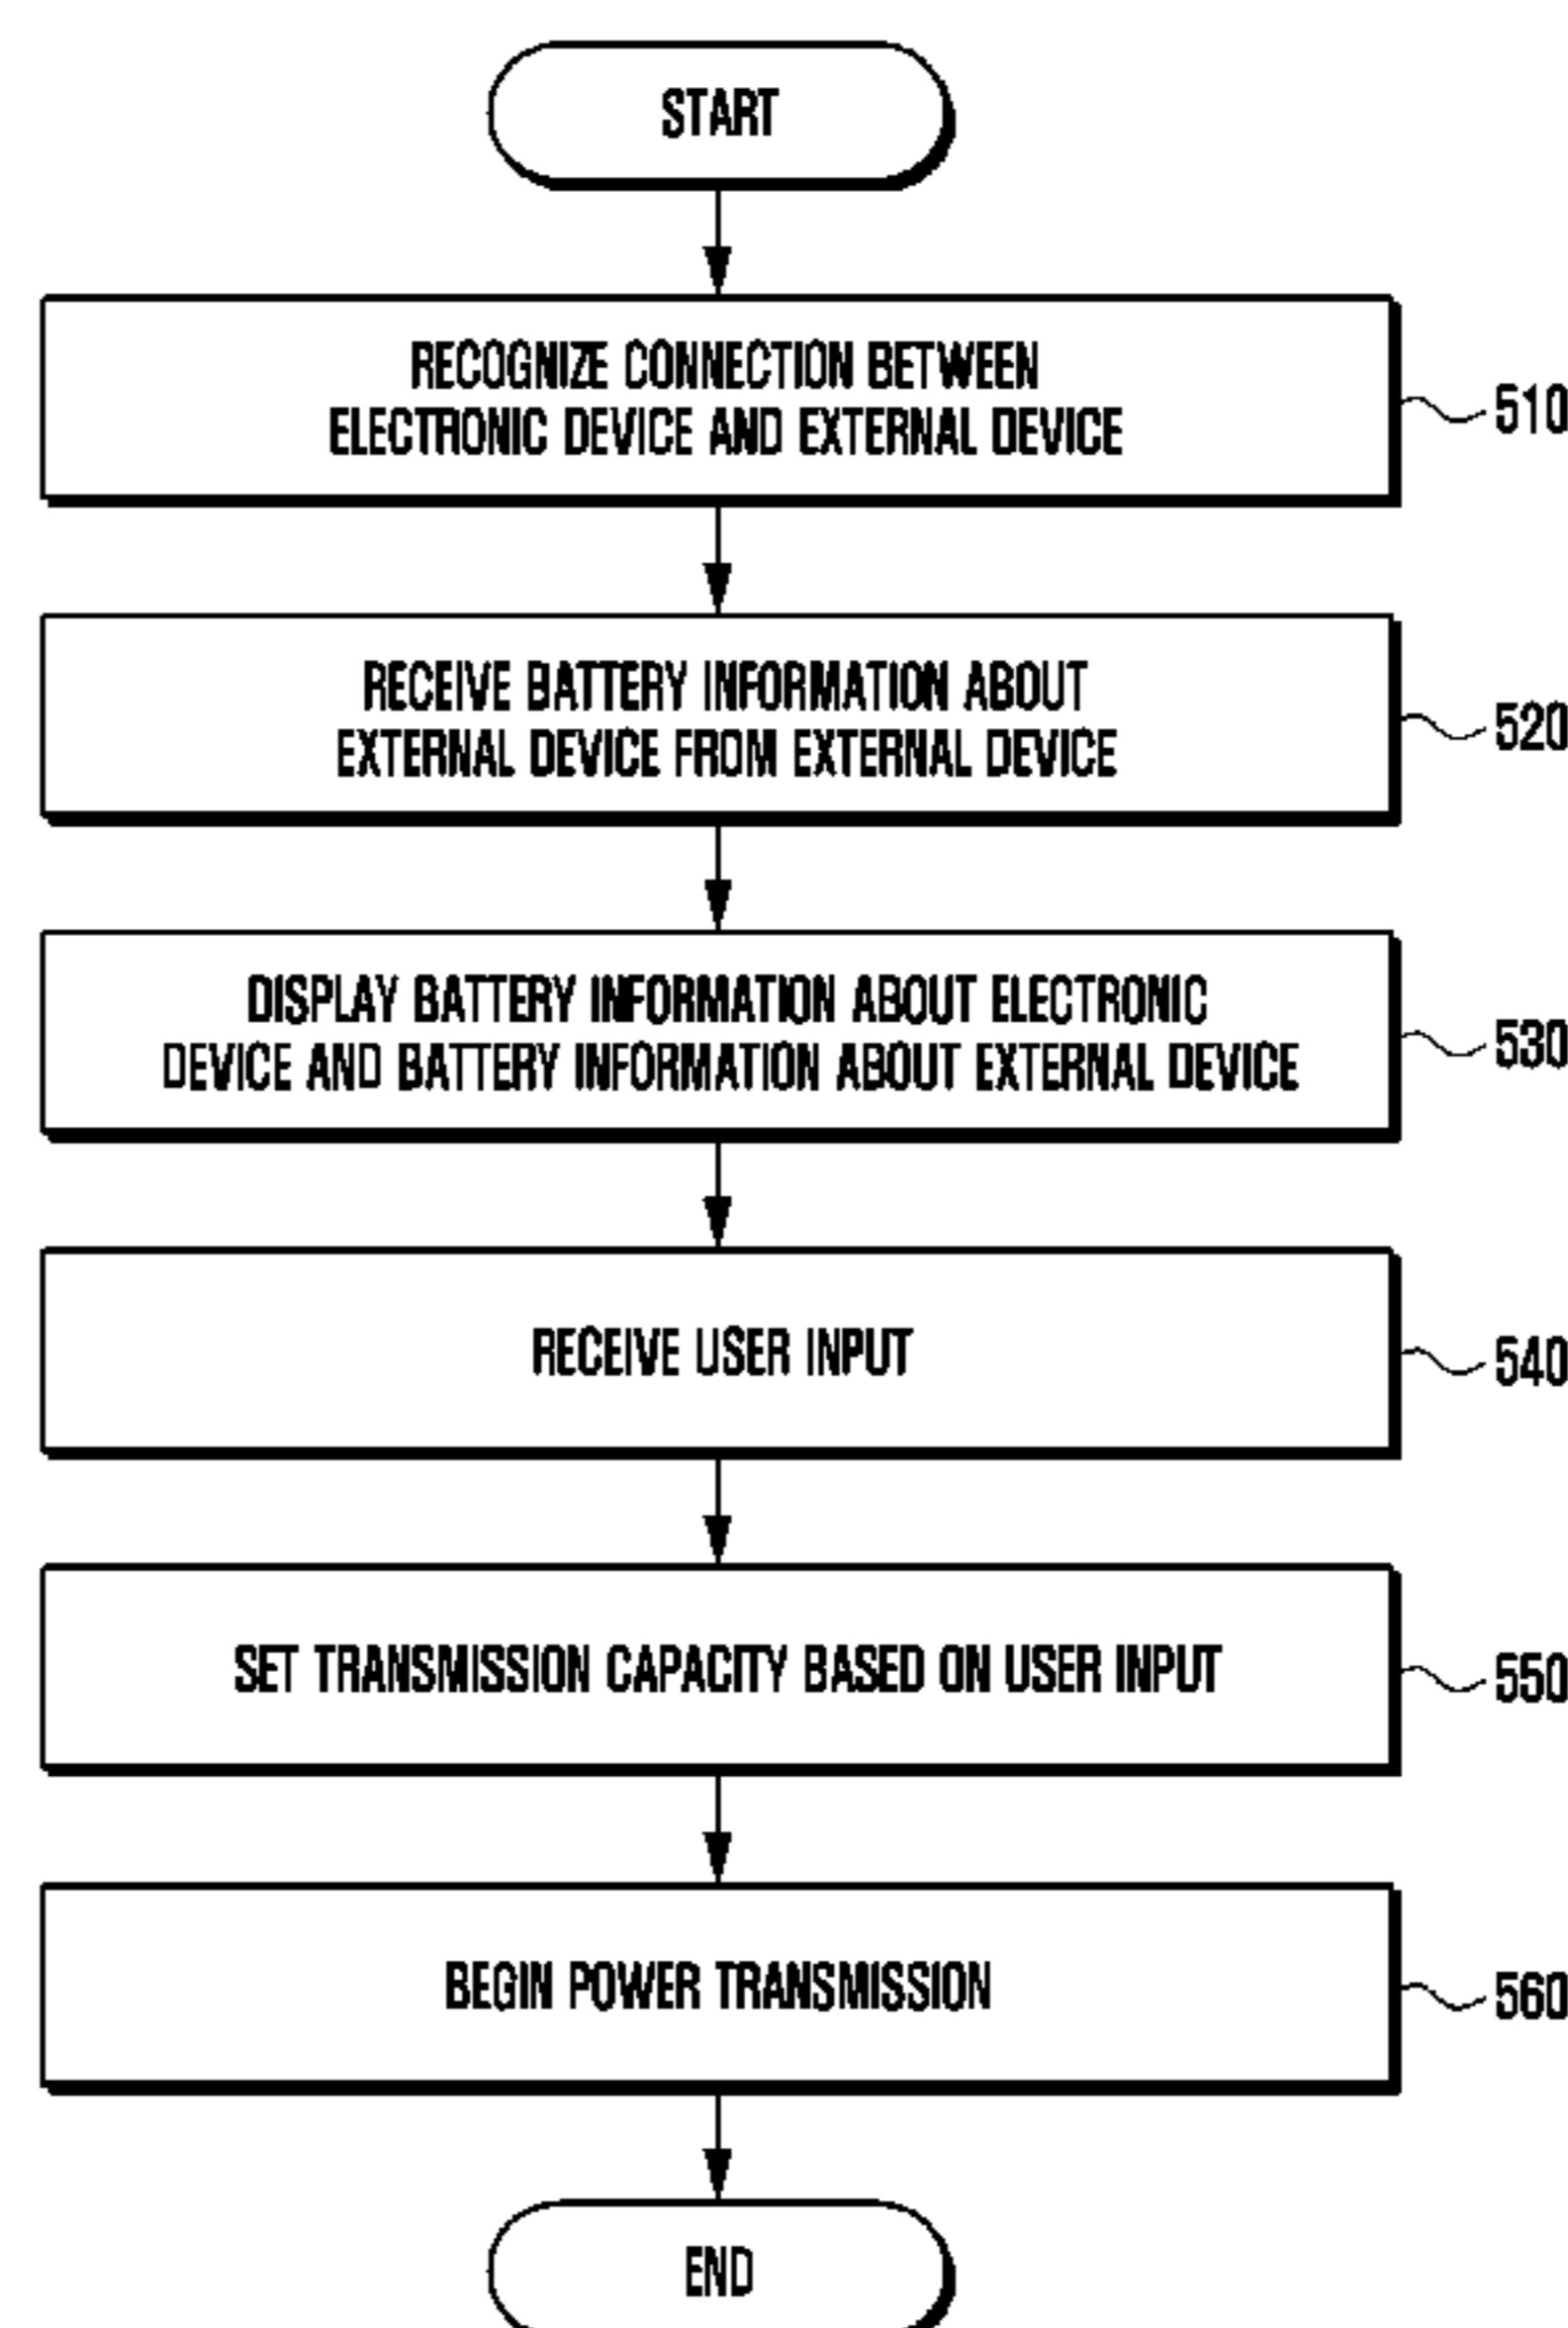 START
RECOGNIZE CONNECTION BETWEEN
ELECTRONIC DEVICE AND EXTERNAL DEVICE
510
RECEIVE BATTERY INFORMATION ABOUT
EXTERNAL DEVICE FROM EXTERNAL DEVICE
520
DISPLAY BATTERY INFORMATION ABOUT ELECTRONIC
DEVICE AND BATTERY INFORMATION ABOUT EXTERNAL DEVICE
530
RECEIVE USER INPUT
540
SET TRANSMISSION CAPACITY BASED ON USER INPUT
550
BEGIN POWER TRANSMISSION
560
END